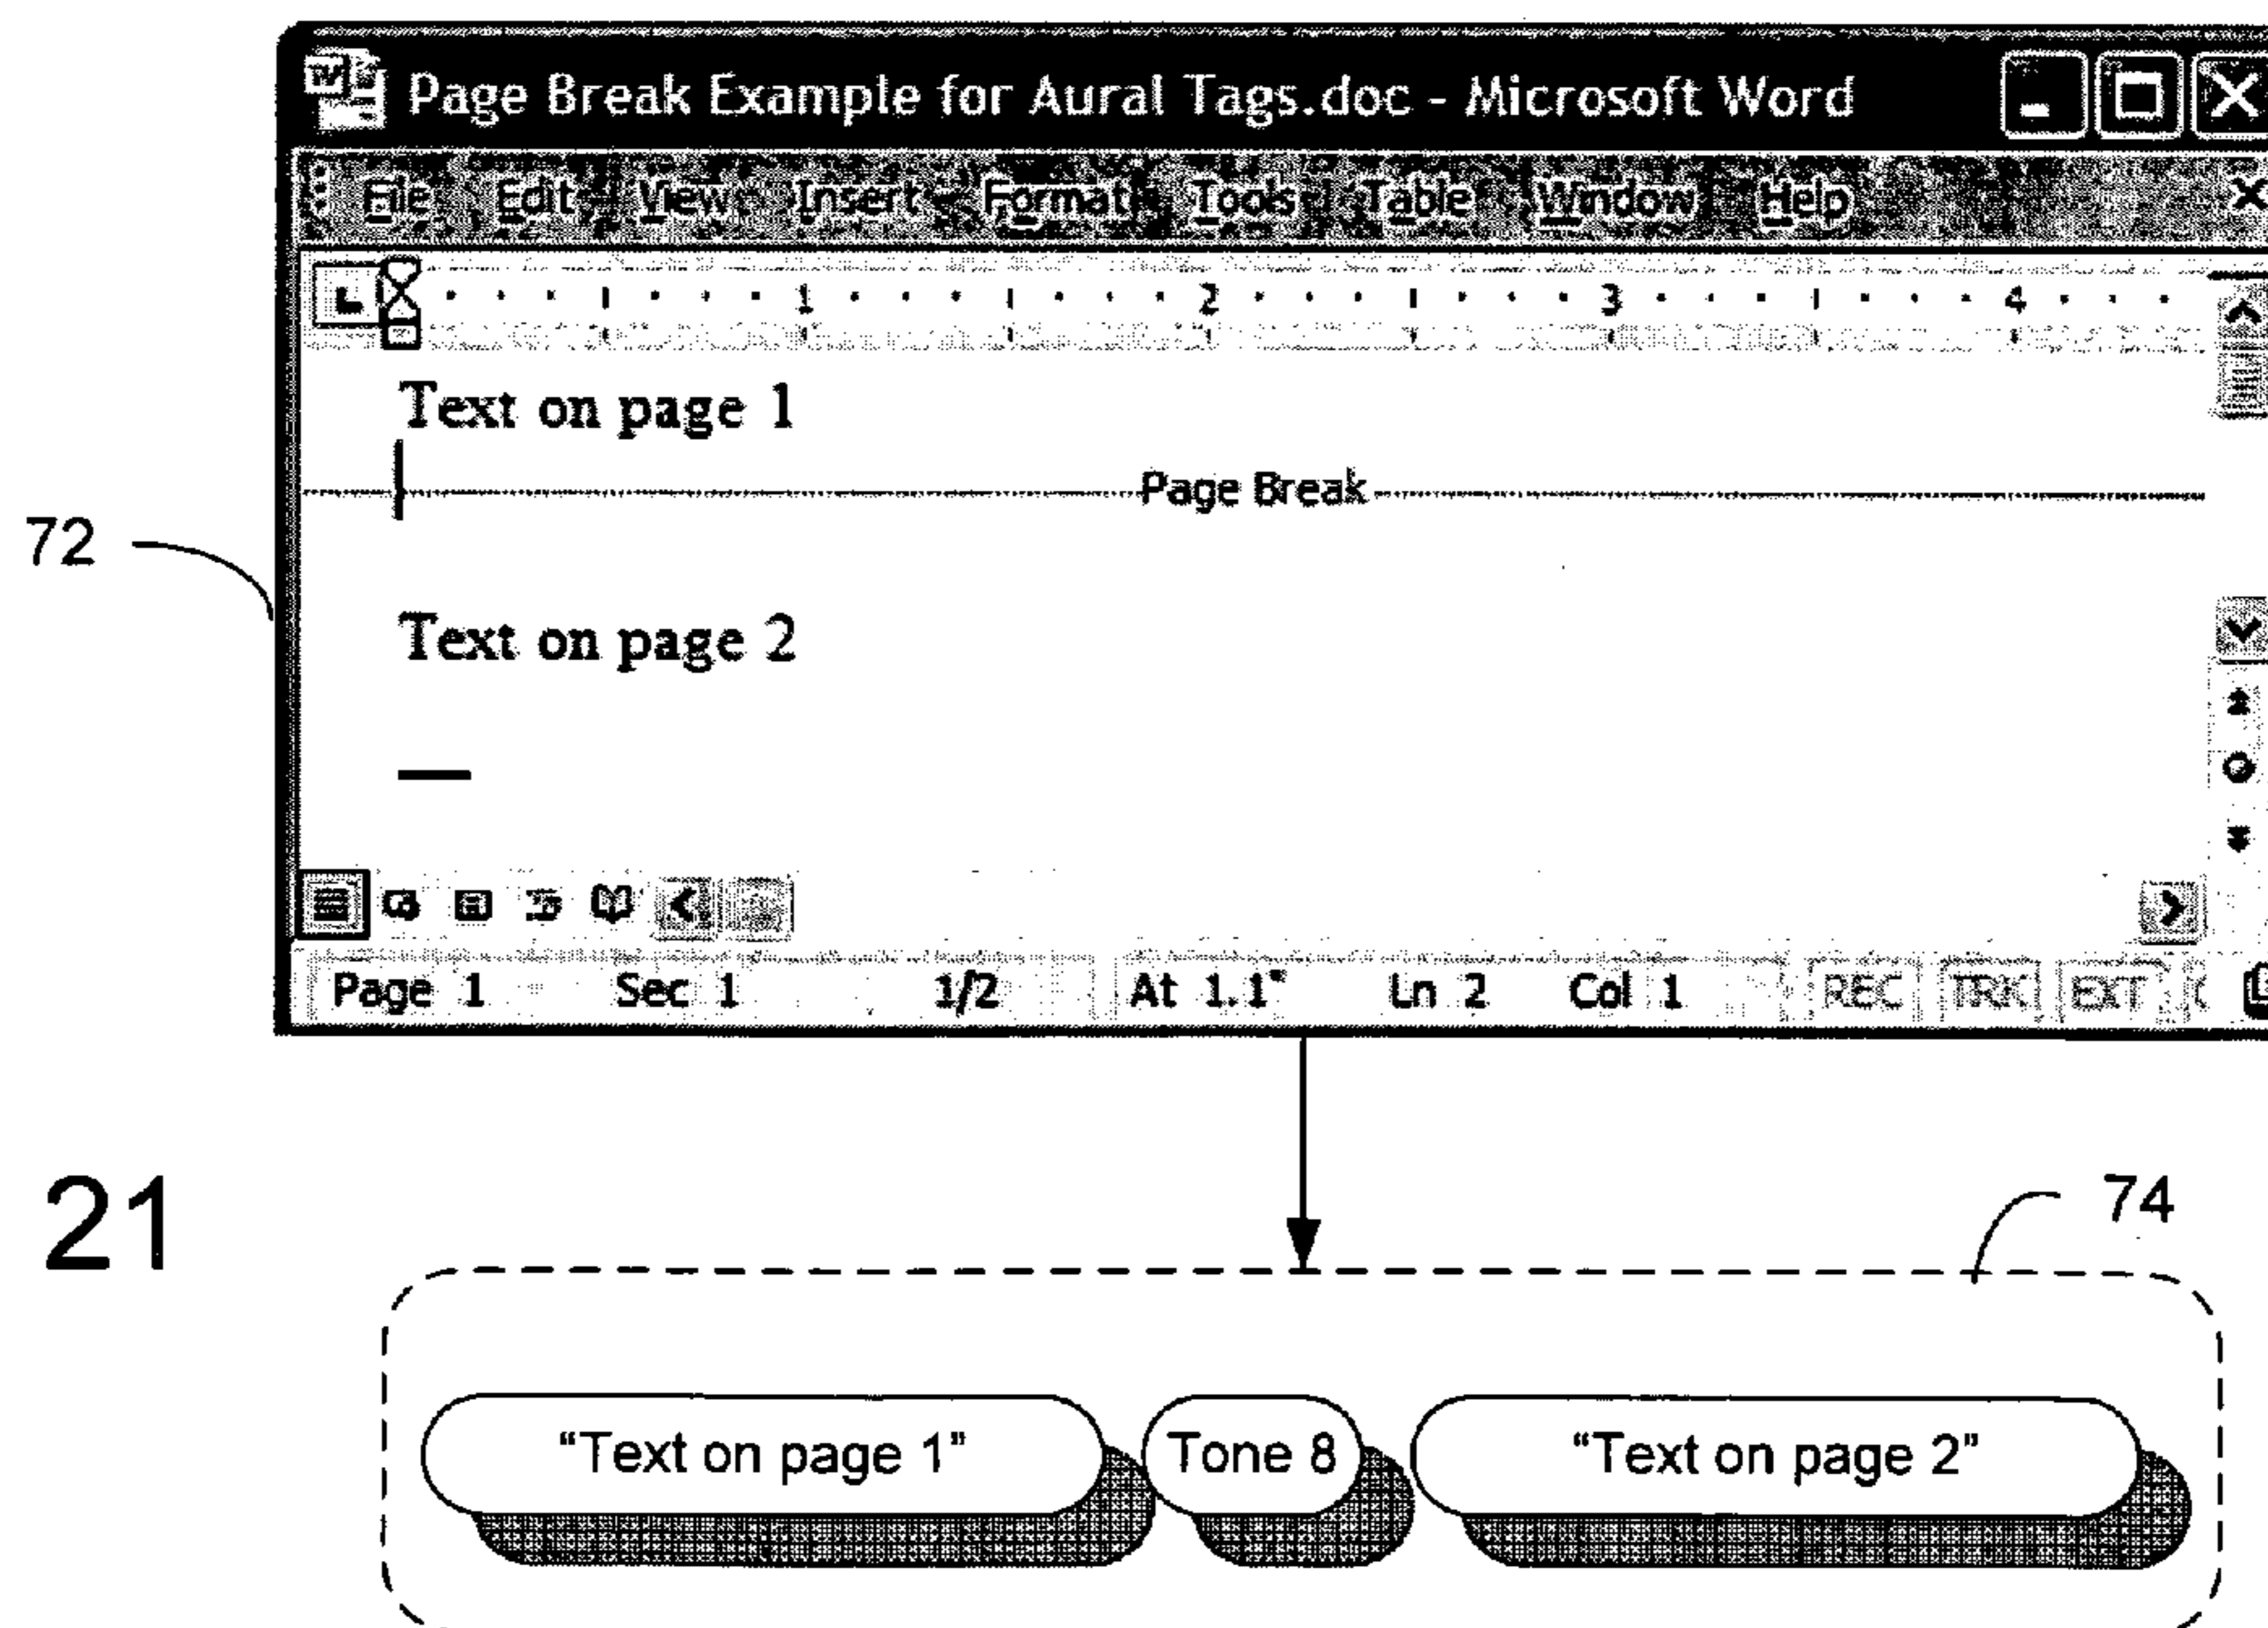 Page Break Example for Aural Tags.doc - Microsoft Word
File Edit View Insert Format Tools Table Window Help
1 2 3 4
Text on page 1
Page Break
72
Text on page 2
Page 1 Sec 1 1/2 At 1.1" Ln 2 Col 1 REC TRK EXT
21
74
“Text on page 1” Tone 8 “Text on page 2”